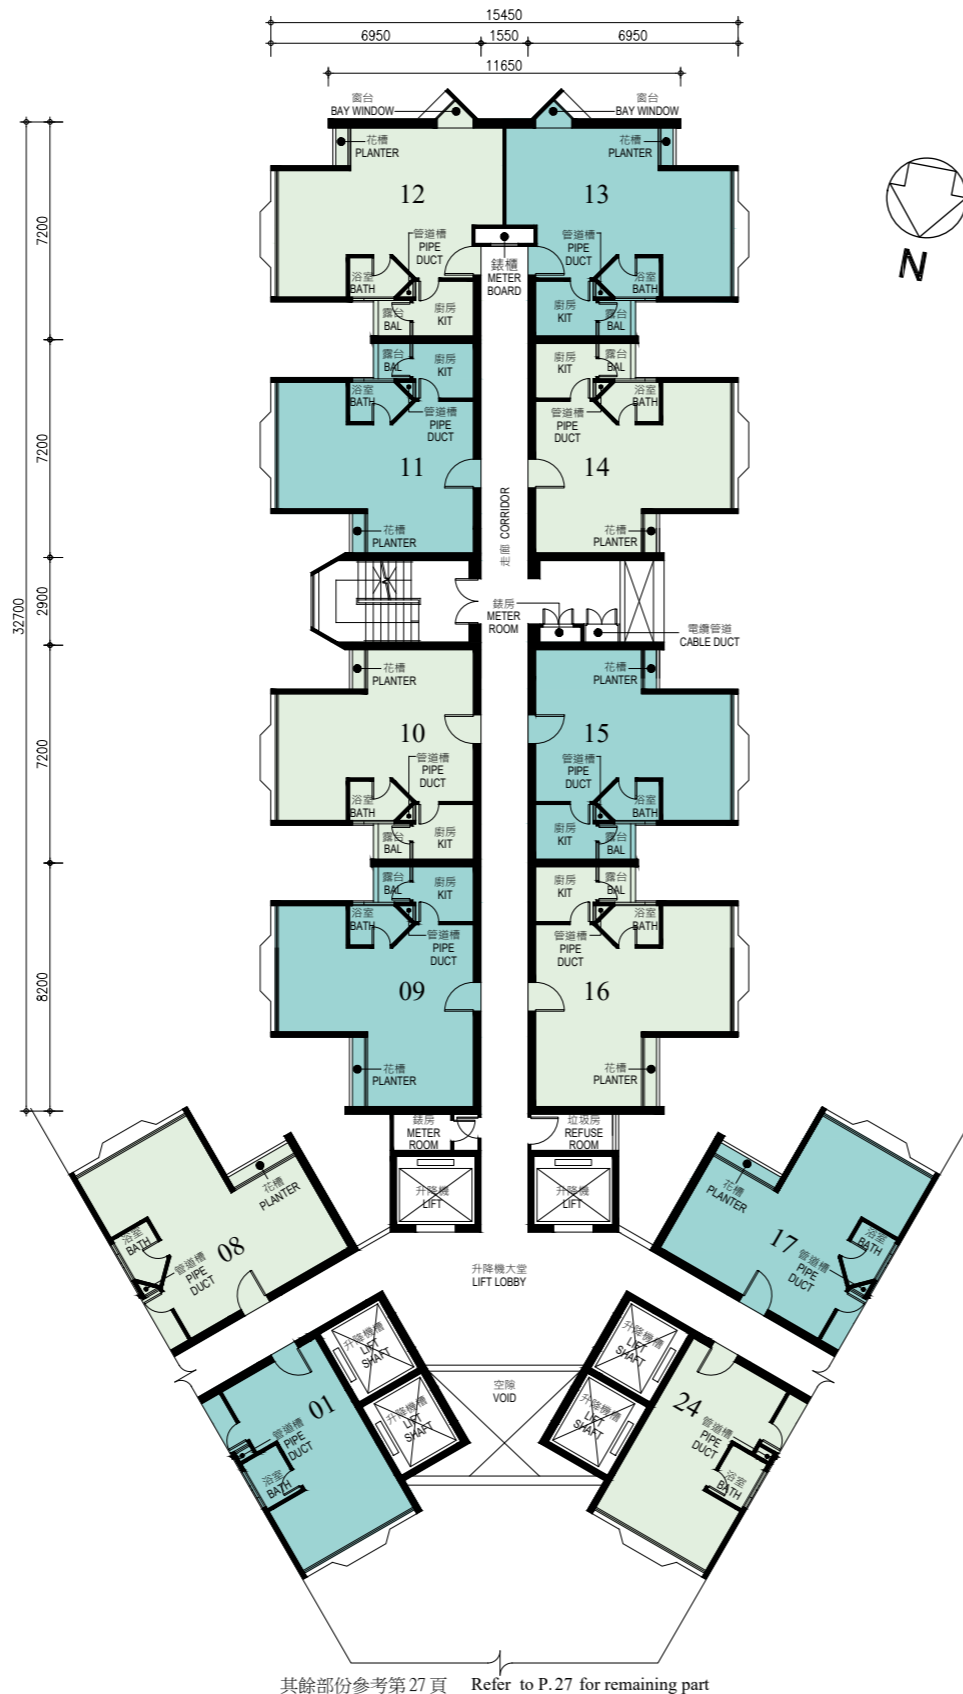 15450
6950 1550 6950
11650
窗台
BAY WINDOW
窗台
BAY WINDOW
花槽
PLANTER
花槽
PLANTER
12
13
N
7200
管道槽
PIPE
DUCT
管道槽
PIPE
DUCT
錶櫃
METER
BOARD
浴室
BATH
浴室
BATH
廚房
KIT
廚房
KIT
露台
BAL
露台
BAL
露台
BAL
廚房
KIT
廚房
KIT
露台
BAL
浴室
BATH
浴室
BATH
管道槽
PIPE
DUCT
管道槽
PIPE
DUCT
7200
11
14
走廊 CORRIDOR
花槽
PLANTER
花槽
PLANTER
32700
2900
錶房
METER
ROOM
電纜管道
CABLE DUCT
花槽
PLANTER
花槽
PLANTER
10
15
7200
管道槽
PIPE
DUCT
管道槽
PIPE
DUCT
浴室
BATH
浴室
BATH
廚房
KIT
廚房
KIT
露台
BAL
露台
BAL
露台
BAL
廚房
KIT
廚房
KIT
露台
BAL
浴室
BATH
浴室
BATH
管道槽
PIPE
DUCT
管道槽
PIPE
DUCT
8200
09
16
花槽
PLANTER
花槽
PLANTER
錶房
METER
ROOM
垃圾房
REFUSE
ROOM
升降機
LIFT
升降機
LIFT
花槽
PLANTER
花槽
PLANTER
浴室
BATH
08
管道槽
PIPE
DUCT
17
浴室
BATH
管道槽
PIPE
DUCT
升降機大堂
LIFT LOBBY
升降機槽
LIFT
SHAFT
升降機槽
LIFT
SHAFT
升降機槽
LIFT
SHAFT
升降機槽
LIFT
SHAFT
空隙
VOID
01
管道槽
PIPE
DUCT
浴室
BATH
24
管道槽
PIPE
DUCT
浴室
BATH
其餘部份參考第27頁 Refer to P.27 for remaining part